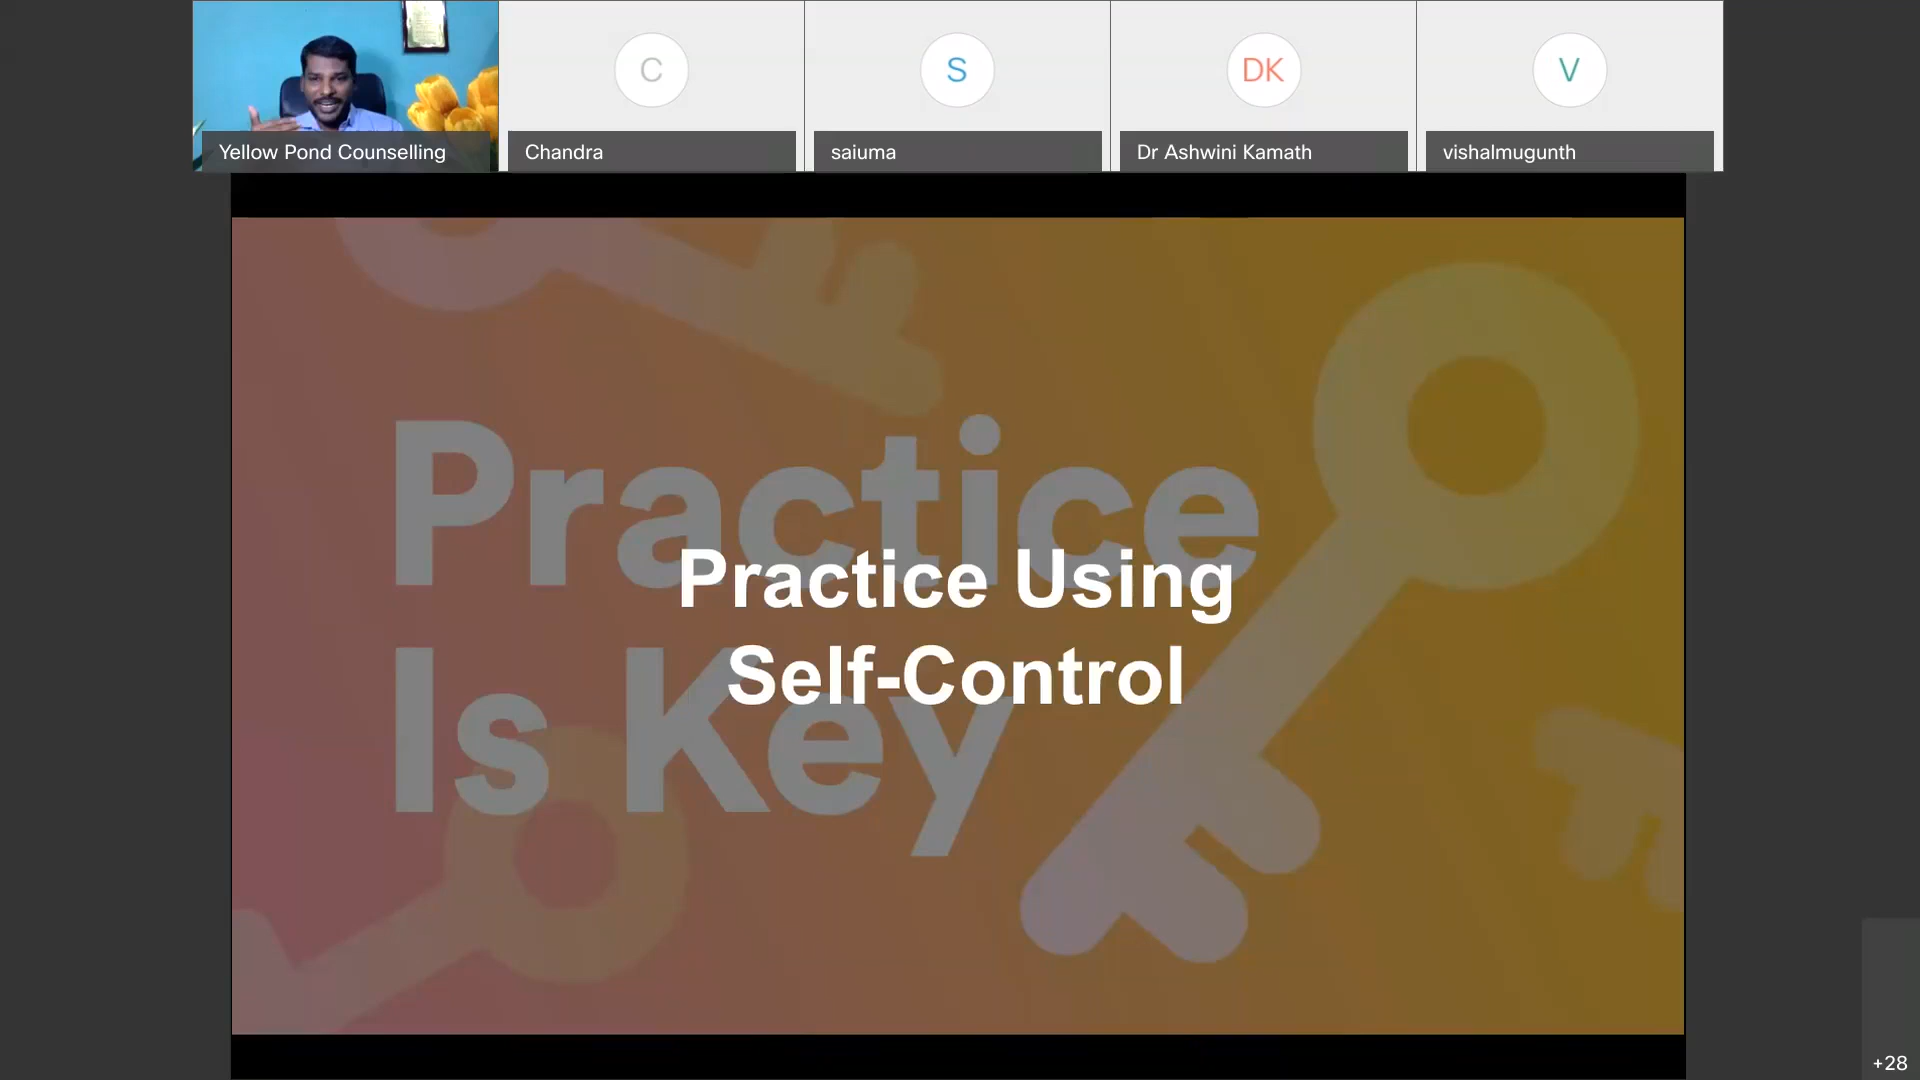 C
S
DK
V
Yellow Pond Counselling
Chandra
saiuma
Dr Ashwini Kamath
vishalmugunth
Practice
Is Key
Practice Using
Self-Control
+28